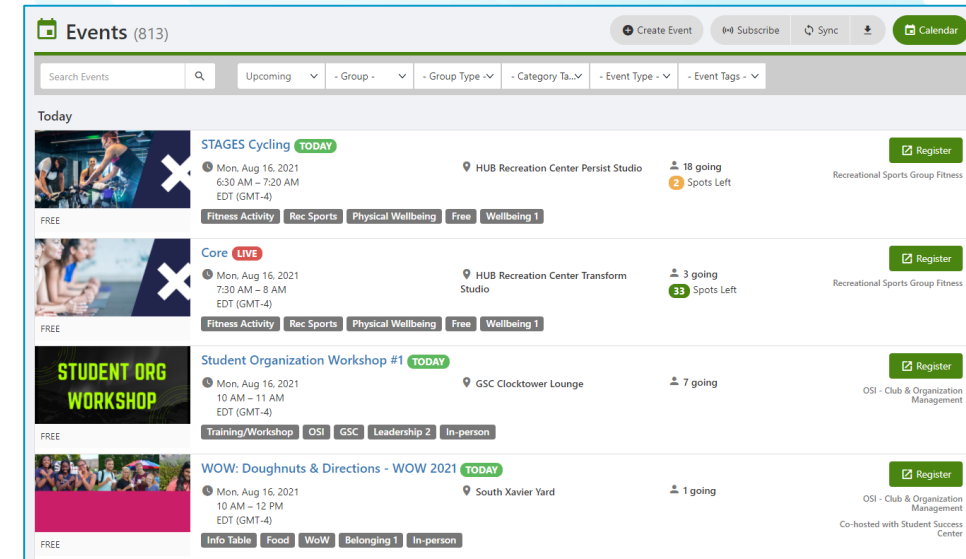 Events (813)
Create Event
Subscribe
Sync
Calendar
Search Events
Upcoming
- Group -
- Group Type -
- Category Ta...
- Event Type -
- Event Tags -
Today
STAGES Cycling TODAY
Mon, Aug 16, 2021
6:30 AM – 7:20 AM
EDT (GMT-4)
HUB Recreation Center Persist Studio
18 going
2 Spots Left
Register
Recreational Sports Group Fitness
FREE
Fitness Activity Rec Sports Physical Wellbeing Free Wellbeing 1
Core LIVE
Mon, Aug 16, 2021
7:30 AM – 8 AM
EDT (GMT-4)
HUB Recreation Center Transform
Studio
3 going
33 Spots Left
Register
Recreational Sports Group Fitness
FREE
Fitness Activity Rec Sports Physical Wellbeing Free Wellbeing 1
STUDENT ORG
WORKSHOP
Student Organization Workshop #1 TODAY
Mon, Aug 16, 2021
10 AM – 11 AM
EDT (GMT-4)
GSC Clocktower Lounge
7 going
Register
OSI - Club & Organization
Management
FREE
Training/Workshop OSI GSC Leadership 2 In-person
WOW: Doughnuts & Directions - WOW 2021 TODAY
Mon, Aug 16, 2021
10 AM – 12 PM
EDT (GMT-4)
South Xavier Yard
1 going
Register
OSI - Club & Organization
Management
Co-hosted with Student Success
Center
FREE
Info Table Food WoW Belonging 1 In-person